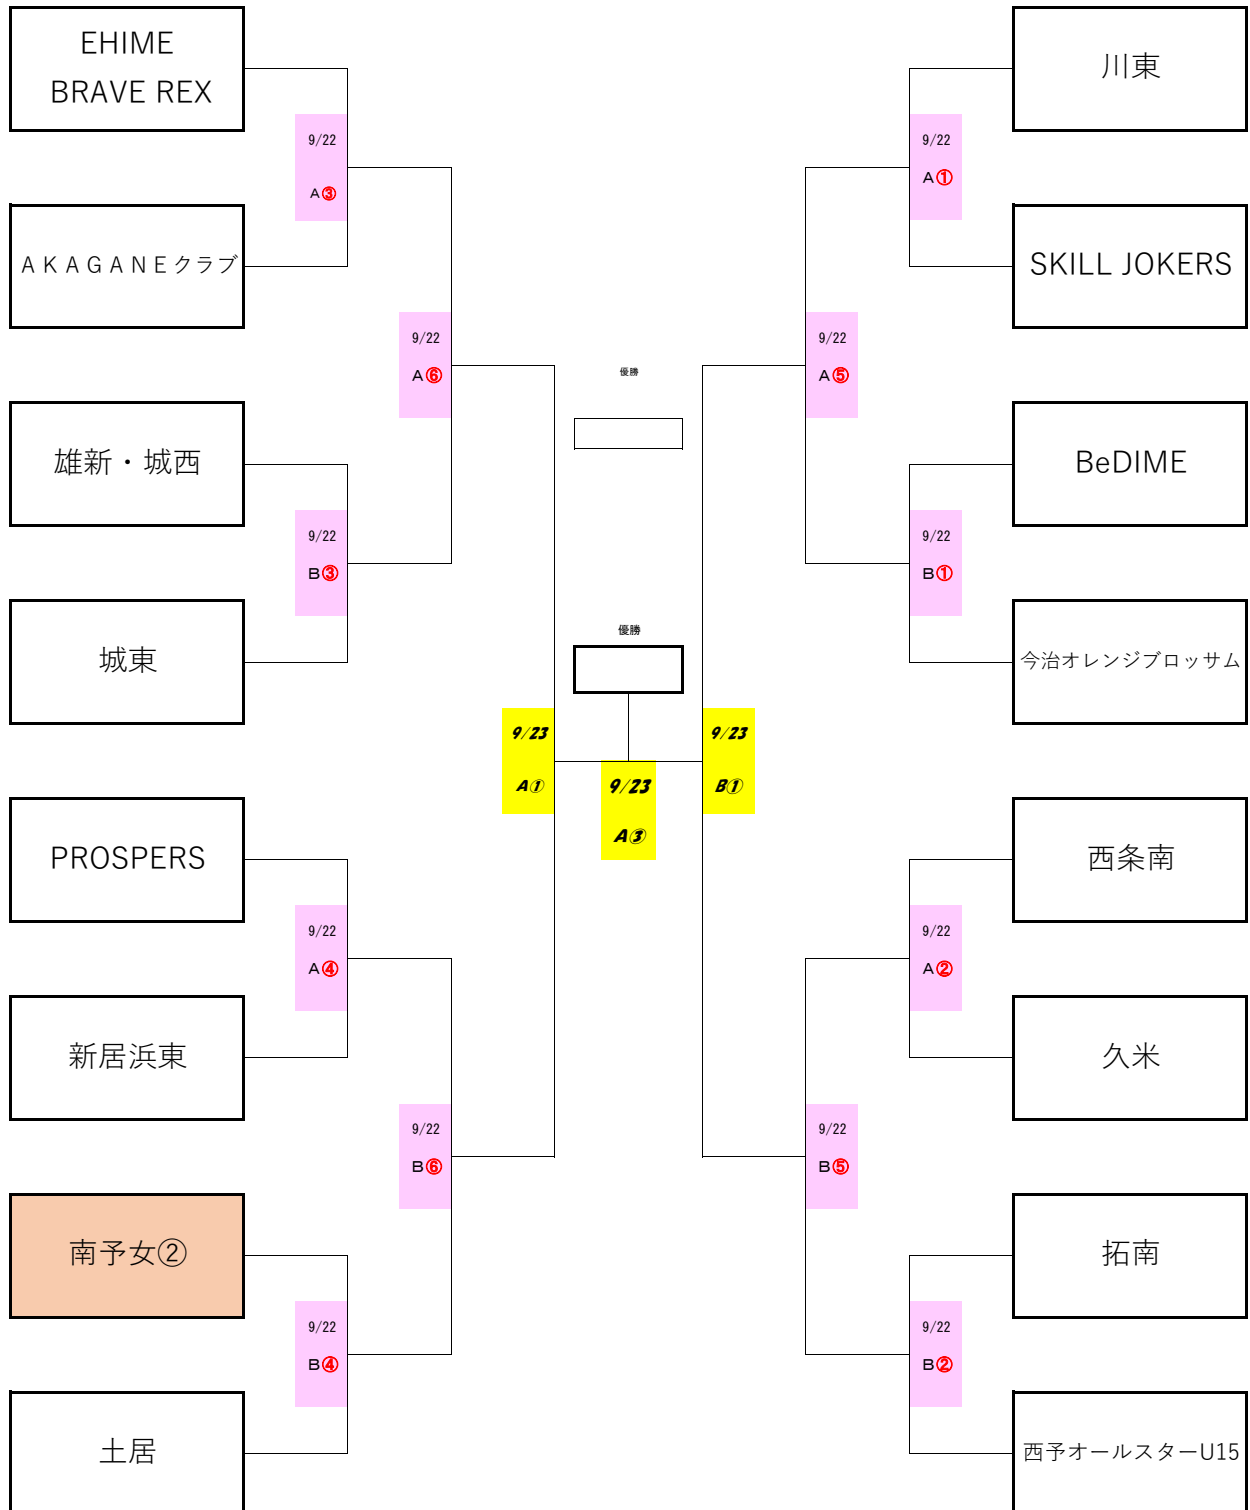 EHIME
BRAVE REX
9/22
A③
ＡＫＡＧＡＮＥクラブ
9/22
A⑥
雄新・城西
9/22
B③
城東
PROSPERS
9/22
A④
新居浜東
9/22
B⑥
南予女②
9/22
B④
土居
優勝
優勝
9/23
A①
9/23
A③
9/23
B①
川東
9/22
A①
SKILL JOKERS
9/22
A⑤
BeDIME
9/22
B①
今治オレンジブロッサム
西条南
9/22
A②
久米
9/22
B⑤
拓南
9/22
B②
西予オールスターU15